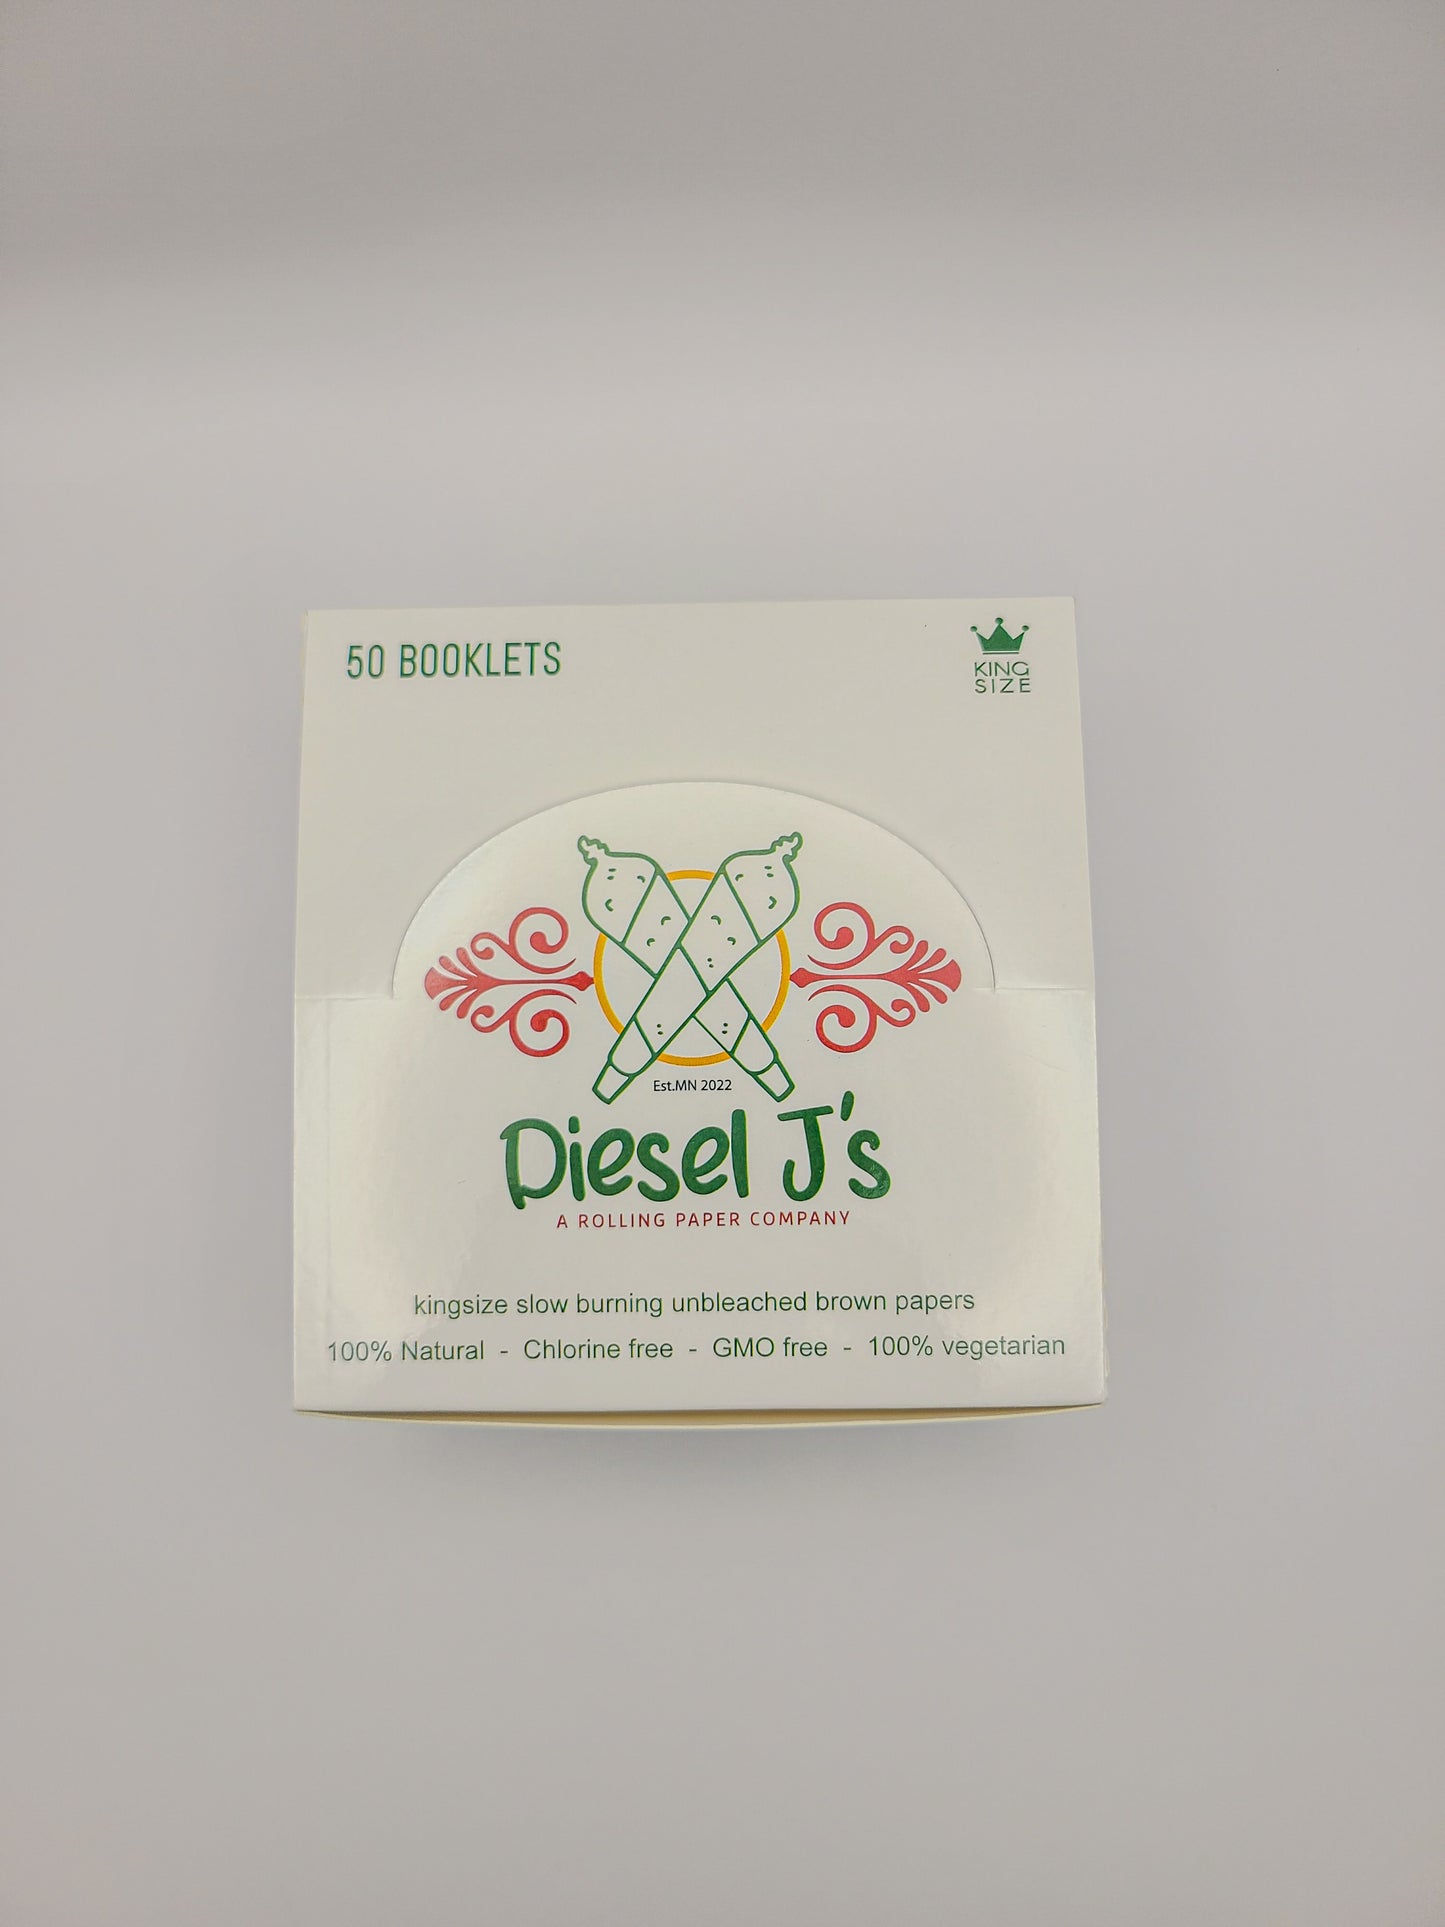 50 BOOKLETS
KING
SIZE
Est.MN 2022
Diesel J's
A ROLLING PAPER COMPANY
kingsize slow burning unbleached brown papers
100% Natural - Chlorine free - GMO free - 100% vegetarian